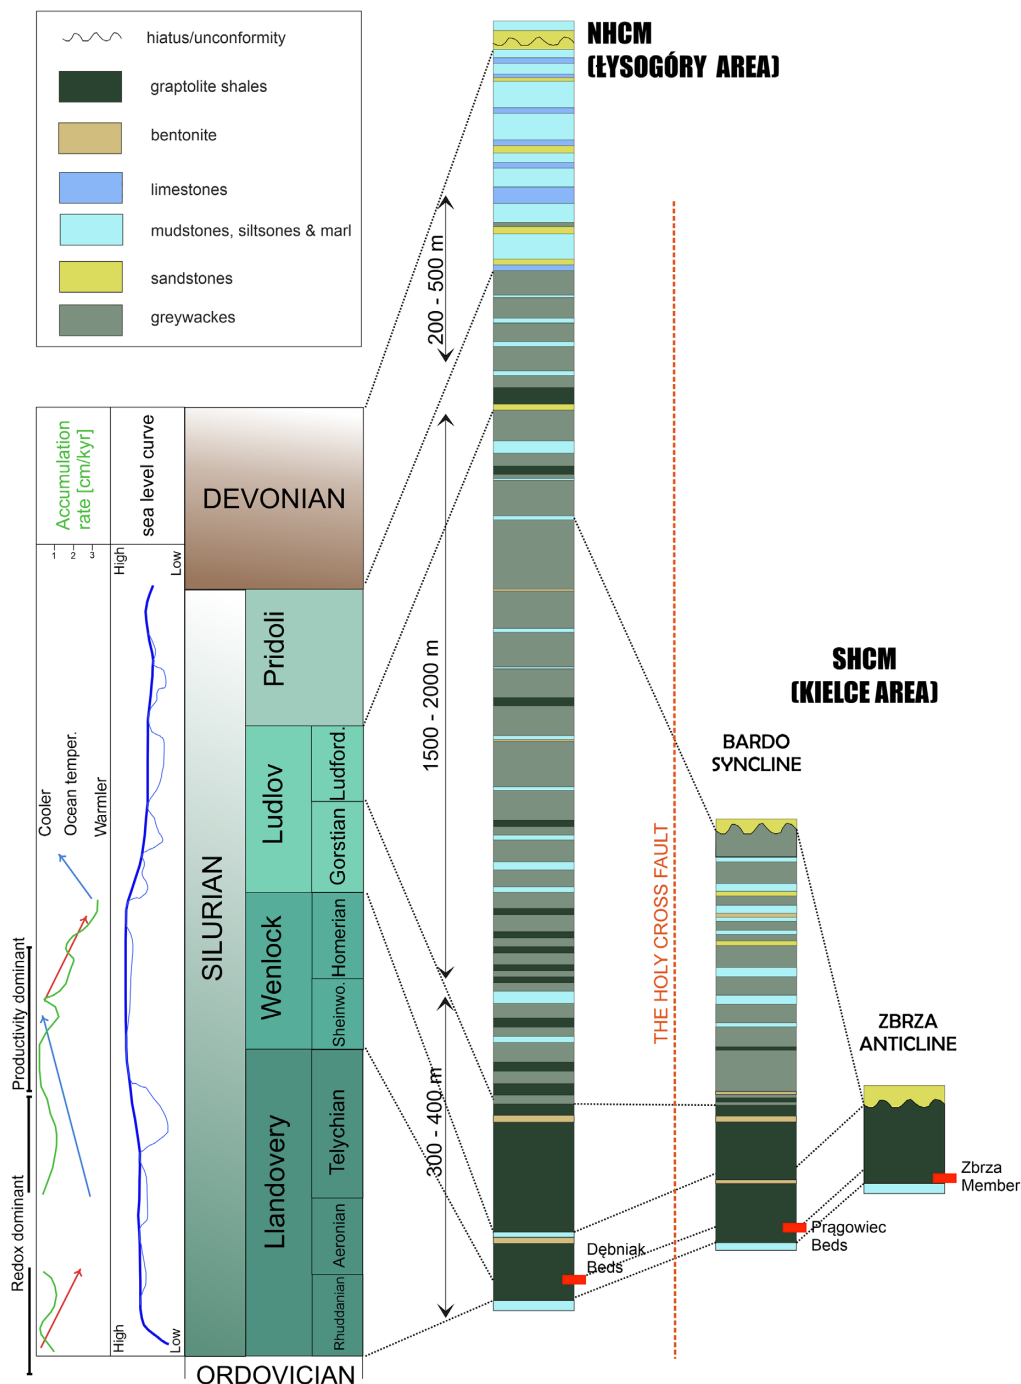 hiatus/unconformity
graptolite shales
bentonite
limestones
mudstones, siltsones & marl
sandstones
greywackes
NHCM
(ŁYSOGÓRY AREA)
200 - 500 m
1500 - 2000 m
300 - 400 m
THE HOLY CROSS FAULT
SHCM
(KIELCE AREA)
BARDO
SYNCLINE
ZBRZA
ANTICLINE
Zbrza
Member
Prągowiec
Beds
Dębniak
Beds
Accumulation
rate [cm/kyr]
1 2 3
sea level curve
High
Low
DEVONIAN
SILURIAN
Pridoli
Ludlov
Ludford.
Gorstian
Wenlock
Homerian
Sheinwo.
Llandovery
Telychian
Aeronian
Rhuddanian
ORDOVICIAN
Cooler
Ocean temper.
Warmler
Productivity dominant
Redox dominant
High
Low